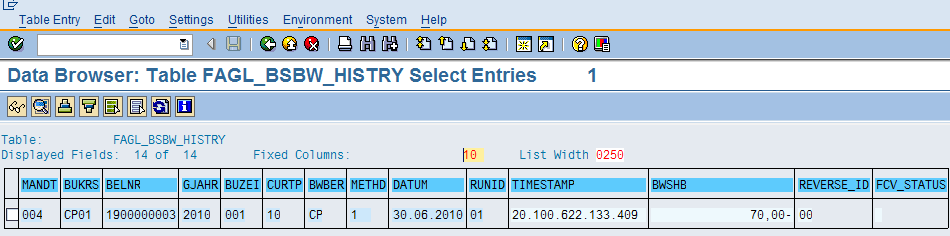 Table Entry Edit Goto Settings Utilities Environment System Help
Data Browser: Table FAGL_BSBW_HISTRY Select Entries 1
Table: FAGL_BSBW_HISTRY
Displayed Fields: 14 of 14 Fixed Columns: 10 List Width 0250
MANDT BUKRS BELNR GJAHR BUZEI CURTP BWBER METHD DATUM RUNID TIMESTAMP BWSHB REVERSE_ID FCV_STATUS
004 CP01 1900000003 2010 001 10 CP 1 30.06.2010 01 20.100.622.133.409 70,00- 00